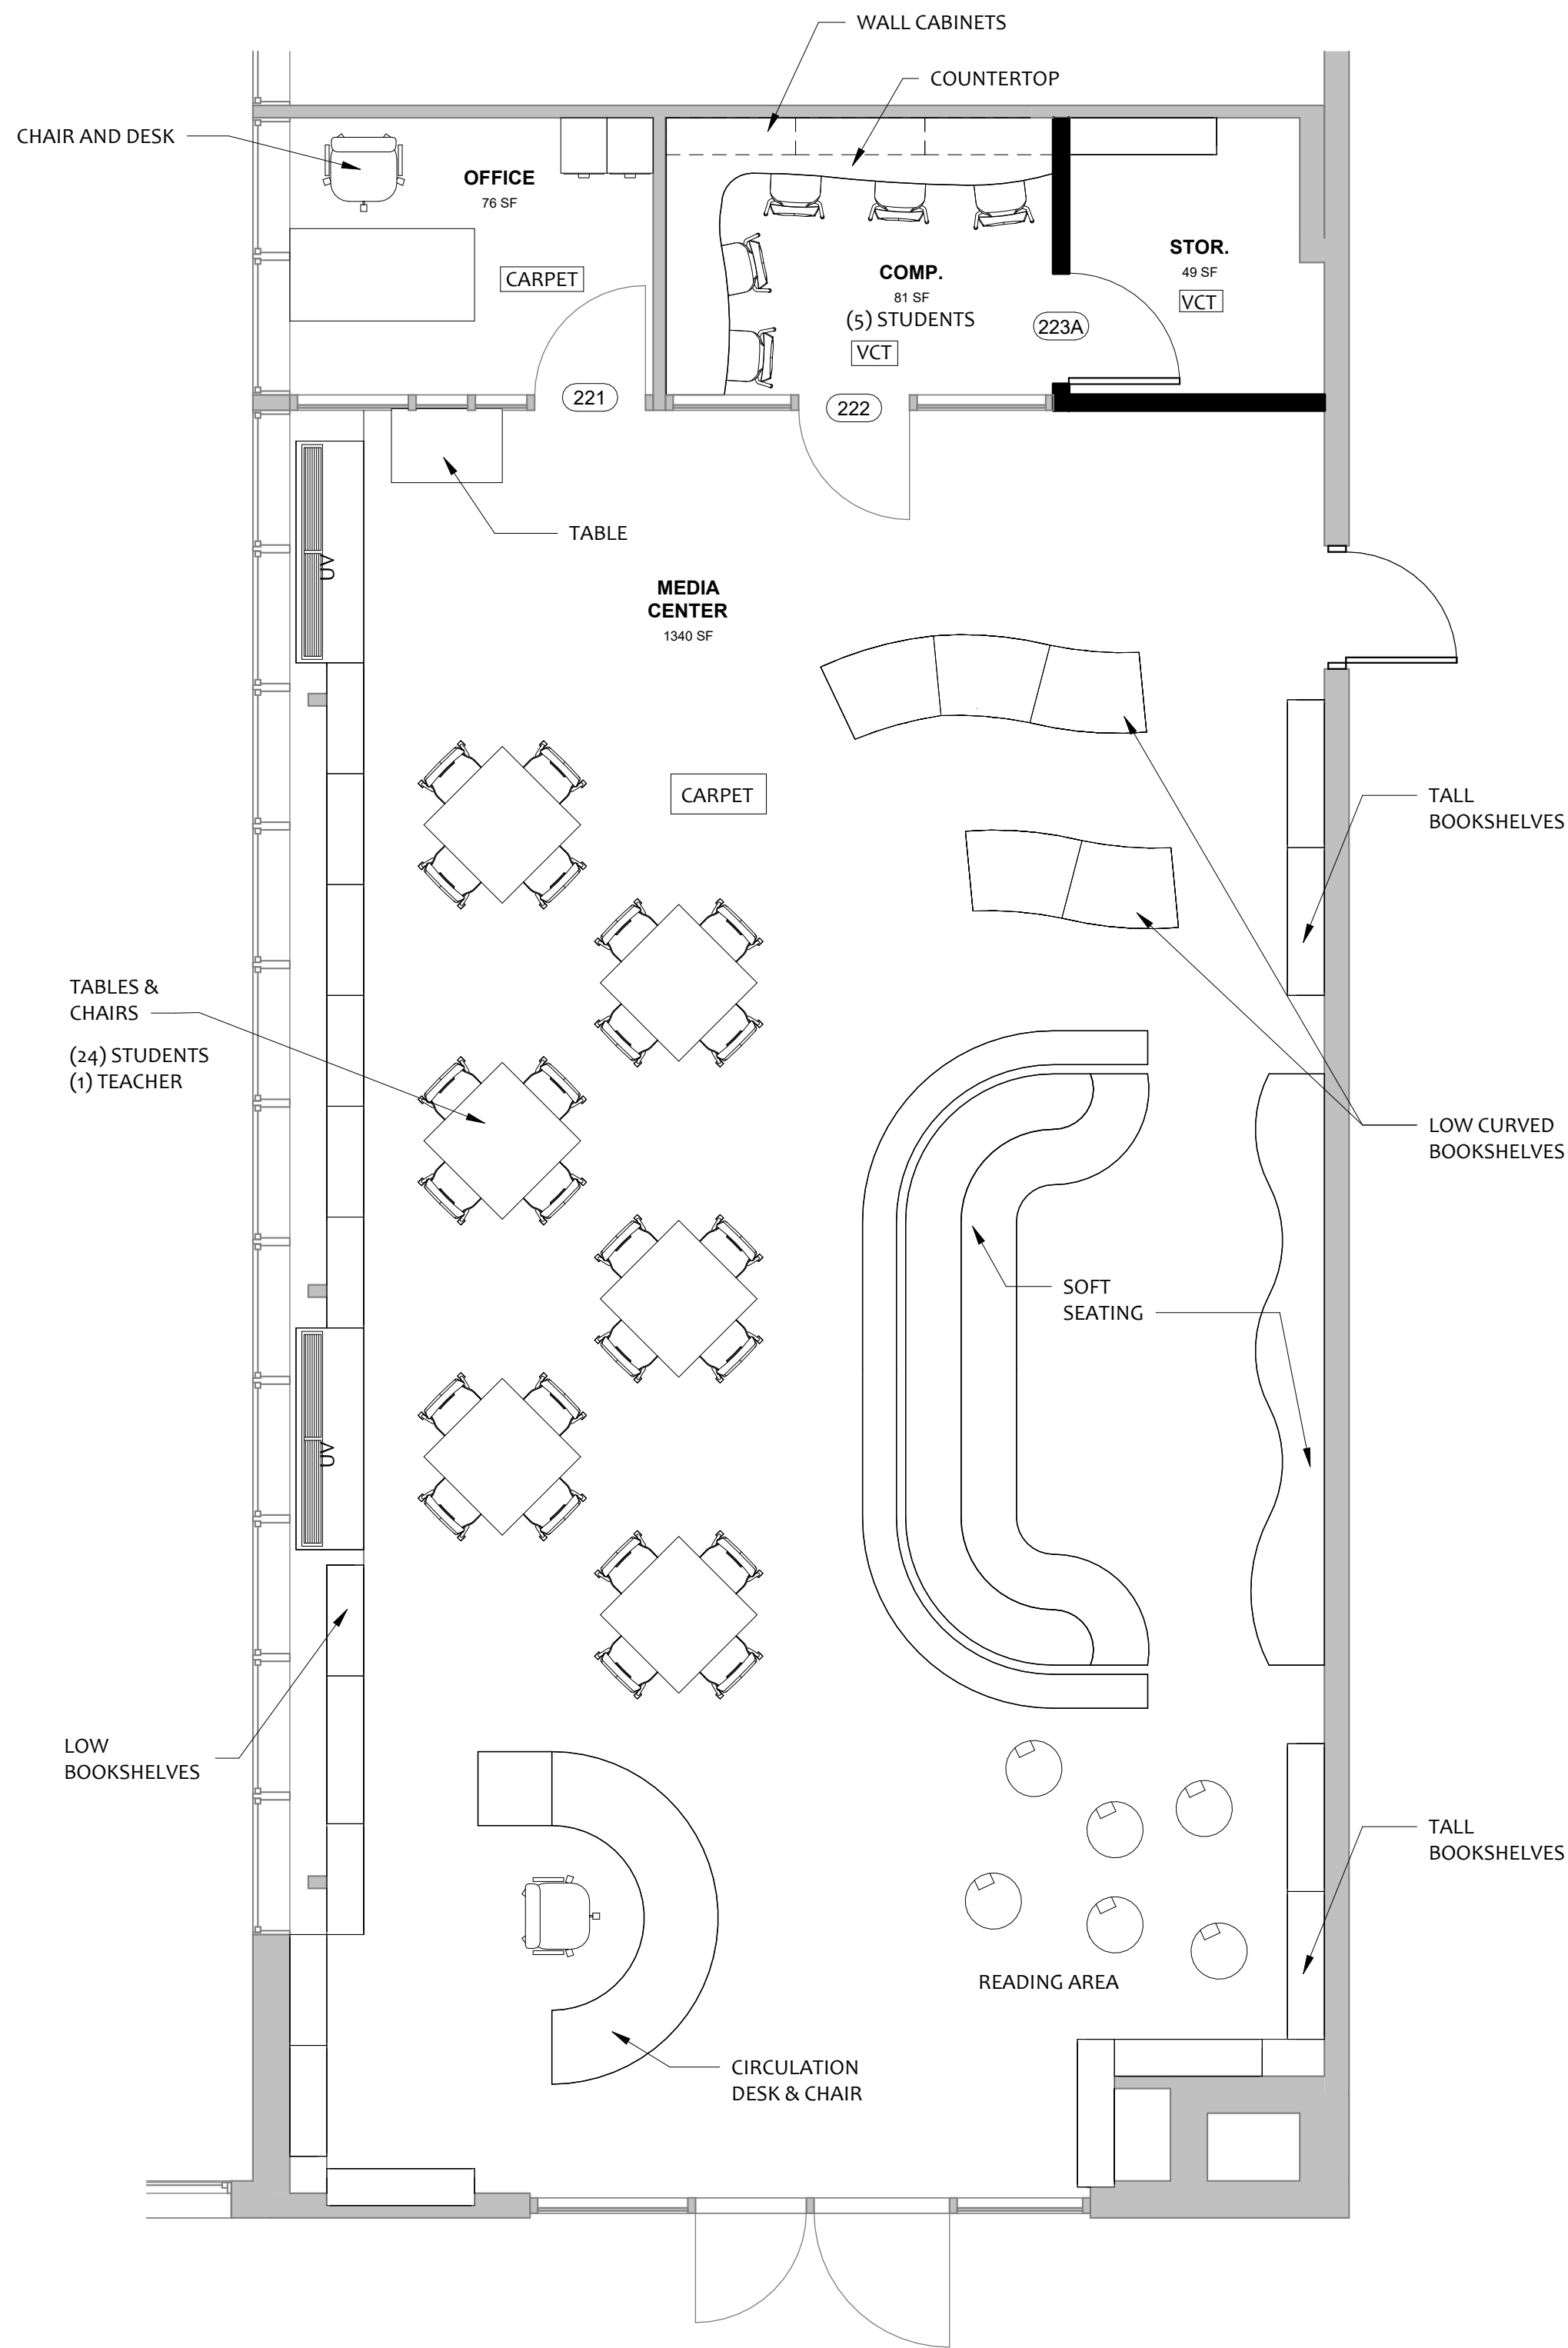 WALL CABINETS
COUNTERTOP
CHAIR AND DESK
OFFICE
76 SF
CARPET
COMP.
81 SF
(5) STUDENTS
VCT
STOR.
49 SF
VCT
223A
221
222
TABLE
UV
MEDIA
CENTER
1340 SF
CARPET
TALL
BOOKSHELVES
TABLES &
CHAIRS
(24) STUDENTS
(1) TEACHER
LOW CURVED
BOOKSHELVES
SOFT
SEATING
UV
LOW
BOOKSHELVES
TALL
BOOKSHELVES
READING AREA
CIRCULATION
DESK & CHAIR